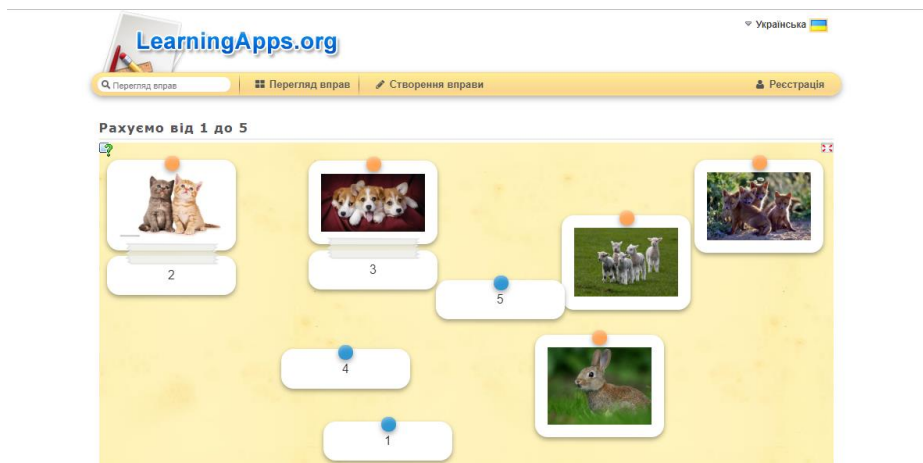 LearningApps.org
Українська
Перегляд вправ
Перегляд вправ
Створення вправи
Реєстрація
Рахуємо від 1 до 5
2
3
5
4
1